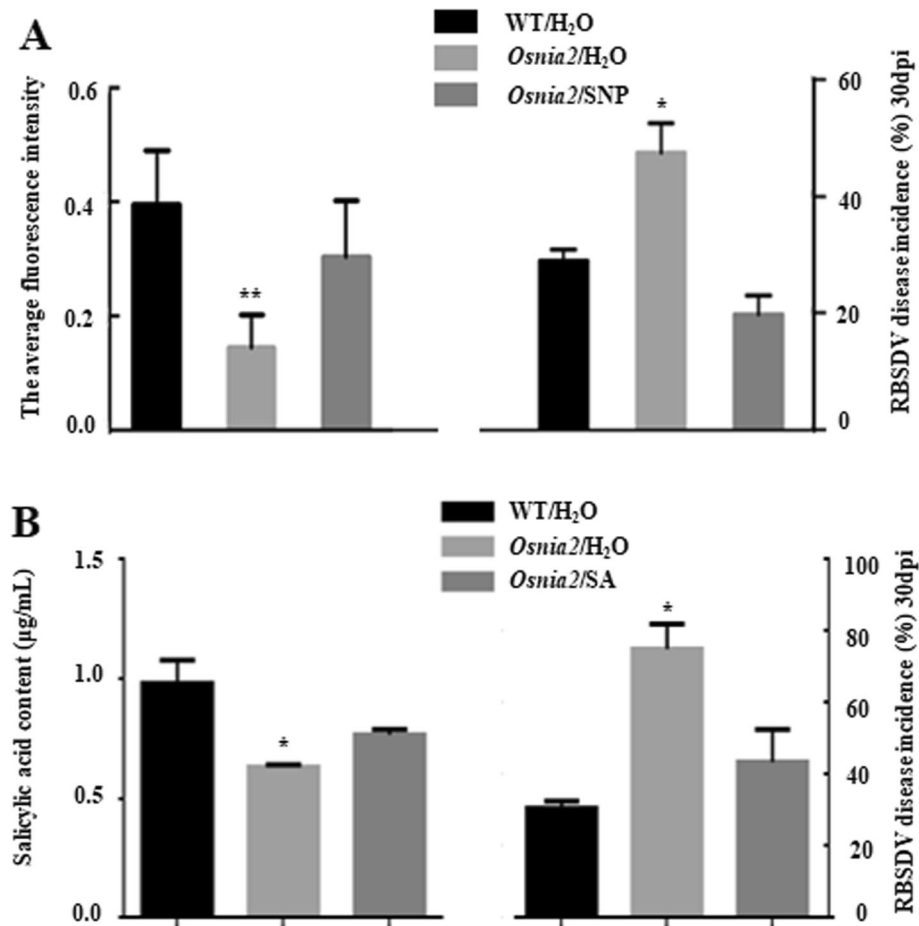 A
WT/H₂O
Osnia2/H₂O
Osnia2/SNP
The average fluorescence intensity
0.6
0.4
0.2
0.0
**
*
60
40
20
0
RBSDV disease incidence (%) 30dpi
B
WT/H₂O
Osnia2/H₂O
Osnia2/SA
Salicylic acid content (μg/mL)
1.5
1.0
0.5
0.0
*
*
100
80
60
40
20
0
RBSDV disease incidence (%) 30dpi